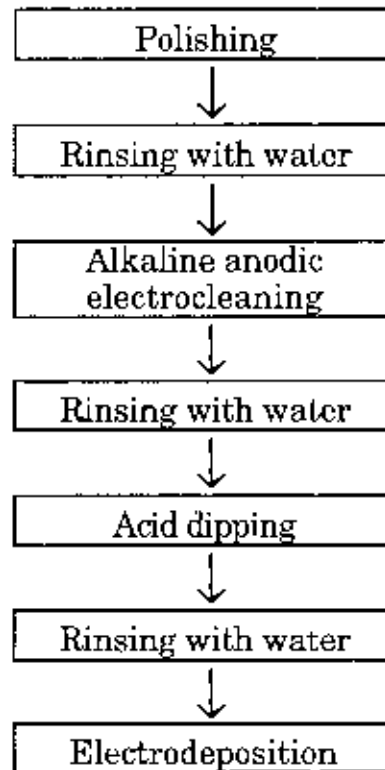 Polishing
Rinsing with water
Alkaline anodic
electrocleaning
Rinsing with water
Acid dipping
Rinsing with water
Electrodeposition